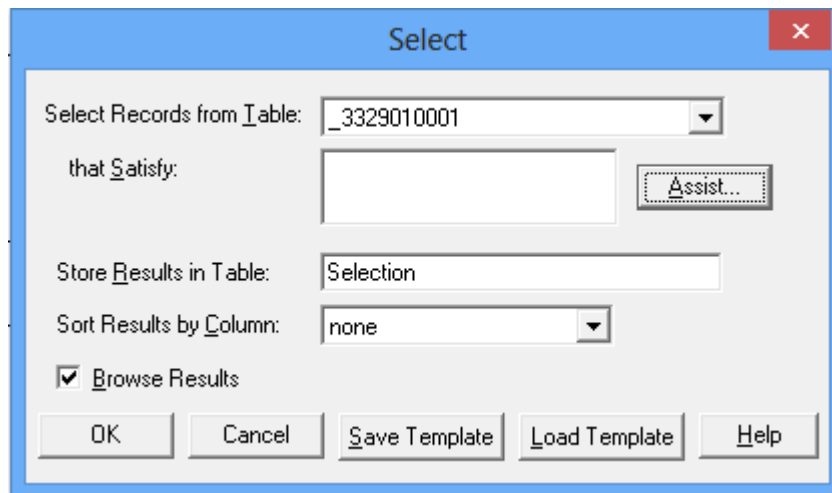 Select
Select Records from Table: _3329010001
that Satisfy:
Assist...
Store Results in Table: Selection
Sort Results by Column: none
Browse Results
OK Cancel Save Template Load Template Help